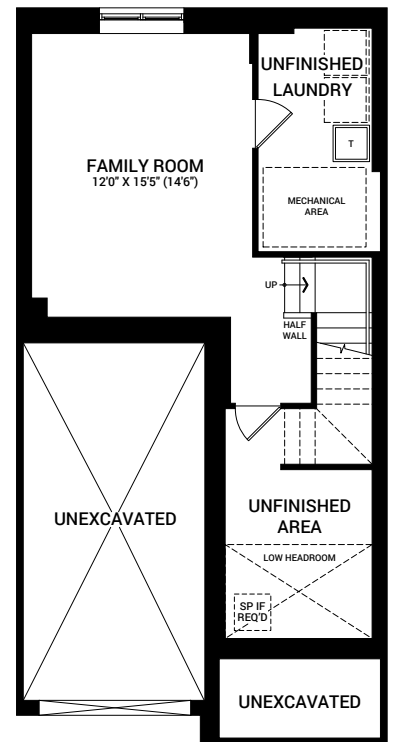 UNFINISHED
LAUNDRY
T
FAMILY ROOM
12'0" X 15'5" (14'6")
MECHANICAL
AREA
UP
HALF
WALL
UNEXCAVATED
UNFINISHED
AREA
LOW HEADROOM
SP IF
REQ'D
UNEXCAVATED